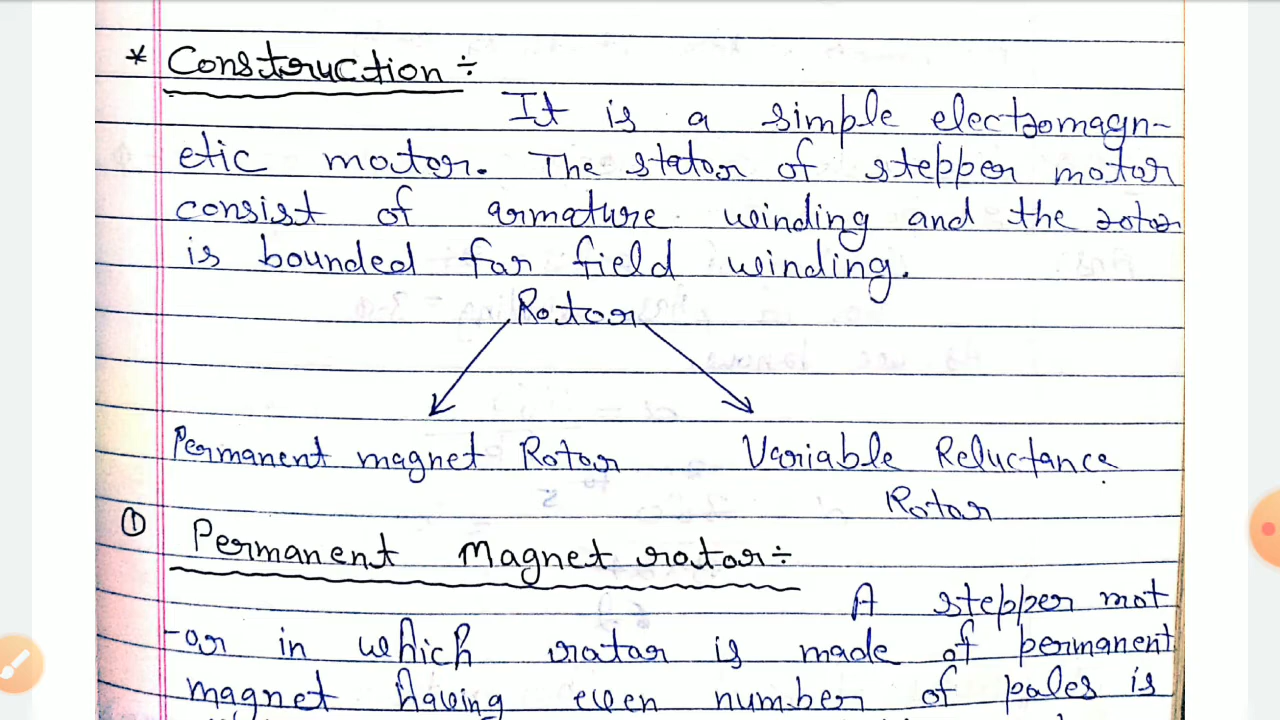 * Construction ÷
It is a simple electromagn-
etic motor. The stator of stepper motor
consist of armature winding and the rotor
is bounded for field winding.
Rotor
Permanent magnet Rotor Variable Reluctance
Rotor
① Permanent Magnet rotor ÷
A stepper mot
-or in which rotor is made of permanent
magnet having even number of poles is